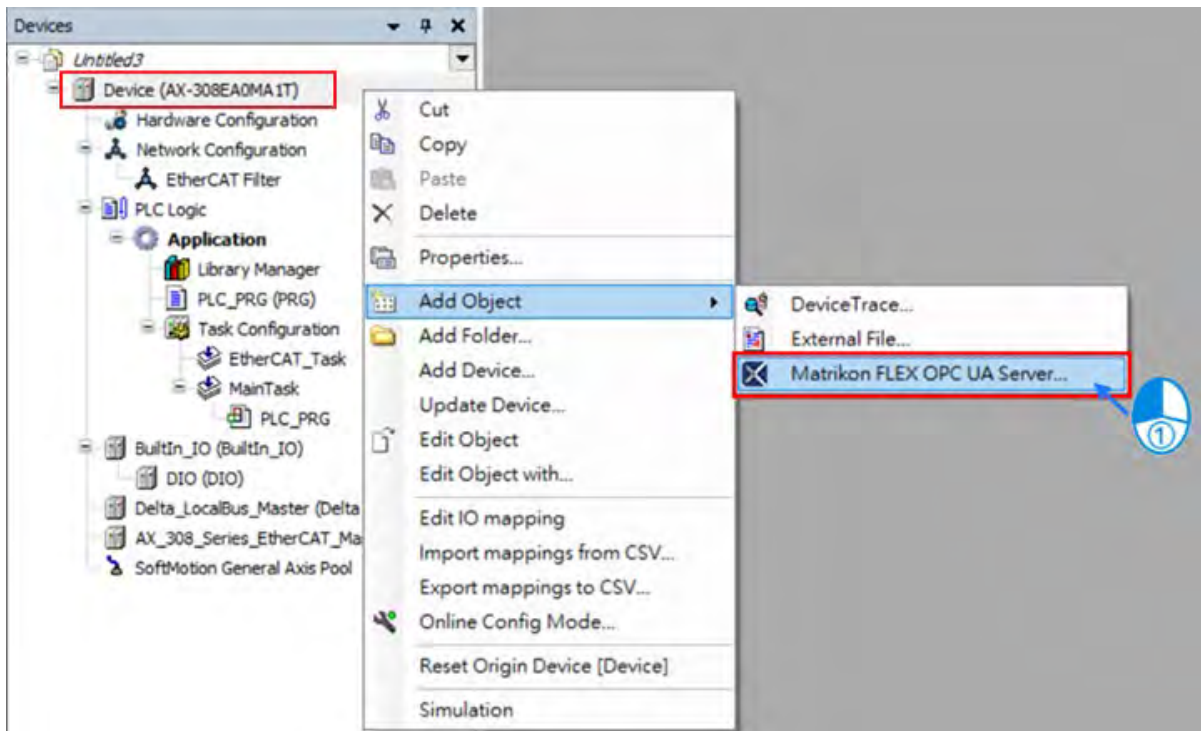 Devices
Untitled3
Device (AX-308EA0MA1T)
Hardware Configuration
Network Configuration
EtherCAT Filter
PLC Logic
Application
Library Manager
PLC_PRG (PRG)
Task Configuration
EtherCAT_Task
MainTask
PLC_PRG
BuiltIn_IO (BuiltIn_IO)
DIO (DIO)
Delta_LocalBus_Master (Delta
AX_308_Series_EtherCAT_Ma
SoftMotion General Axis Pool
Cut
Copy
Paste
Delete
Properties...
Add Object
Add Folder...
Add Device...
Update Device...
Edit Object
Edit Object with...
Edit IO mapping
Import mappings from CSV...
Export mappings to CSV...
Online Config Mode...
Reset Origin Device [Device]
Simulation
DeviceTrace...
External File...
Matrikon FLEX OPC UA Server...
①